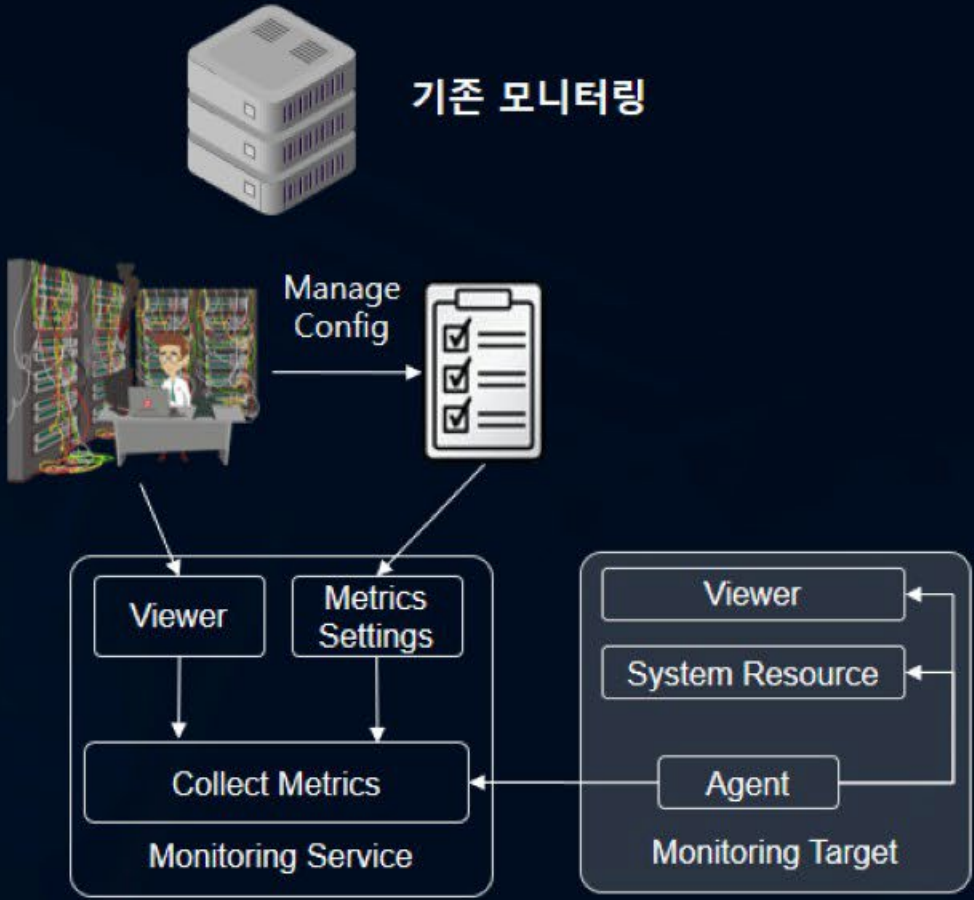 기존 모니터링
Manage
Config
Viewer
Metrics
Settings
Collect Metrics
Monitoring Service
Viewer
System Resource
Agent
Monitoring Target